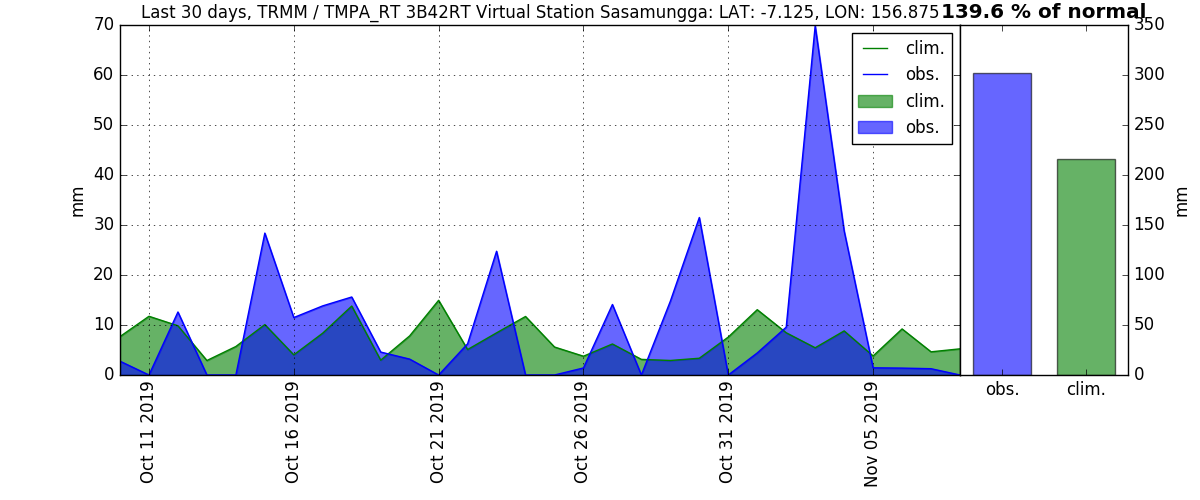 Last 30 days, TRMM / TMPA_RT 3B42RT Virtual Station Sasamungga: LAT: -7.125, LON: 156.875 139.6 % of normal
70
60
50
40
30
20
10
0
mm
clim.
obs.
clim.
obs.
350
300
250
200
150
100
50
0
mm
Oct 11 2019
Oct 16 2019
Oct 21 2019
Oct 26 2019
Oct 31 2019
Nov 05 2019
obs.
clim.